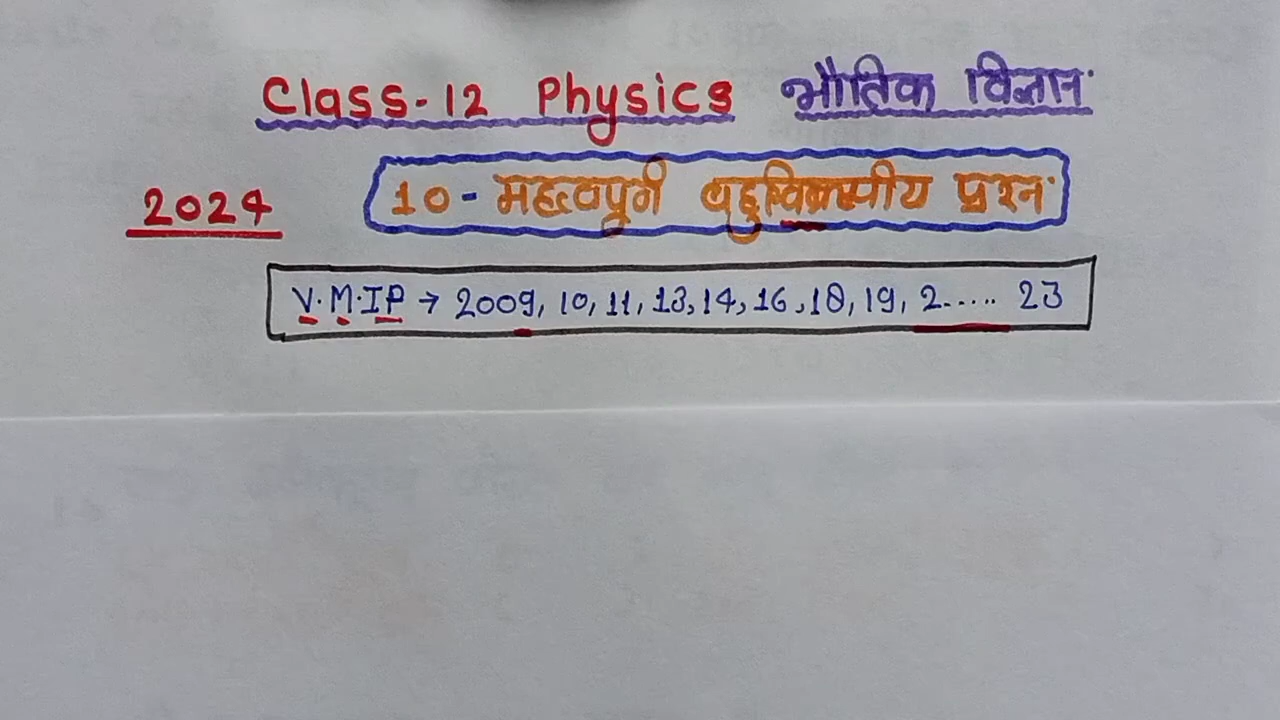 Class-12 Physics भौतिक विज्ञान
2024
10- महत्वपूर्ण बहुविकल्पीय प्रश्न
V.M.IP → 2009, 10, 11, 13, 14, 16, 18, 19, 2..... 23